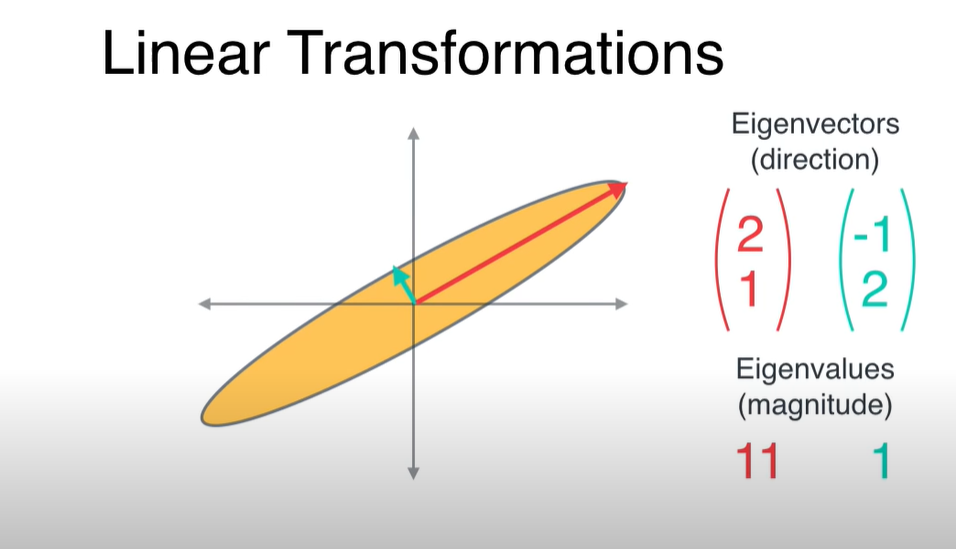 Linear Transformations
Eigenvectors
(direction)
2 -1
1 2
Eigenvalues
(magnitude)
11 1